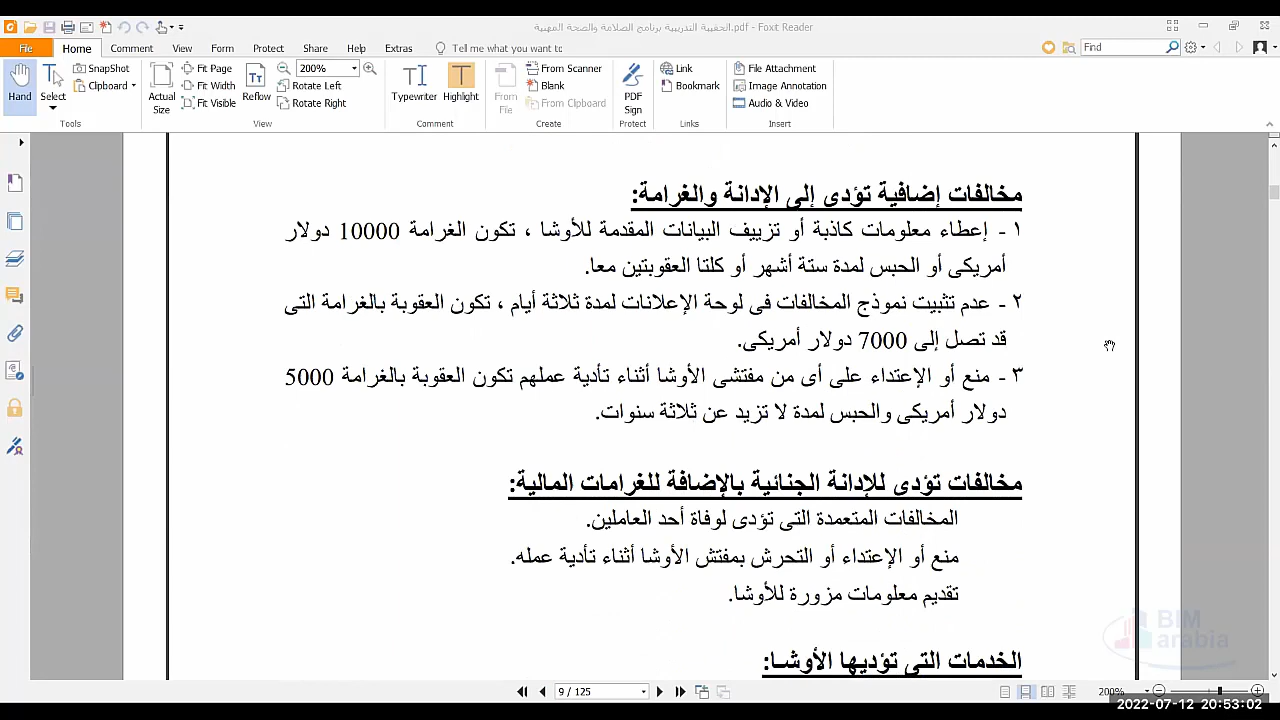 الحقيبة التدريبية برنامج الصلامة والصحة المهنية.pdf - Foxit Reader
File Home Comment View Form Protect Share Help Extras Tell me what you want to Find
Hand
Select
SnapShot
Clipboard
Tools
Actual Size
Fit Page
Fit Width
Fit Visible
Reflow
200%
Rotate Left
Rotate Right
View
Typewriter
Highlight
Comment
From File
From Scanner
Blank
From Clipboard
Create
PDF Sign
Protect
Link
Bookmark
Links
File Attachment
Image Annotation
Audio & Video
Insert
مخالفات إضافية تؤدى إلى الإدانة والغرامة:
١ - إعطاء معلومات كاذبة أو تزييف البيانات المقدمة للأوشا ، تكون الغرامة 10000 دولار
أمريكى أو الحبس لمدة ستة أشهر أو كلتا العقوبتين معا.
٢ - عدم تثبيت نموذج المخالفات فى لوحة الإعلانات لمدة ثلاثة أيام ، تكون العقوبة بالغرامة التى
قد تصل إلى 7000 دولار أمريكى.
٣ - منع أو الإعتداء على أى من مفتشى الأوشا أثناء تأدية عملهم تكون العقوبة بالغرامة 5000
دولار أمريكى والحبس لمدة لا تزيد عن ثلاثة سنوات.
مخالفات تؤدى للإدانة الجنائية بالإضافة للغرامات المالية:
المخالفات المتعمدة التى تؤدى لوفاة أحد العاملين.
منع أو الإعتداء أو التحرش بمفتش الأوشا أثناء تأدية عمله.
تقديم معلومات مزورة للأوشا.
BIM
arabia
الخدمات التى تؤديها الأوشـا:
9 / 125
200%
2022-07-12 20:53:02